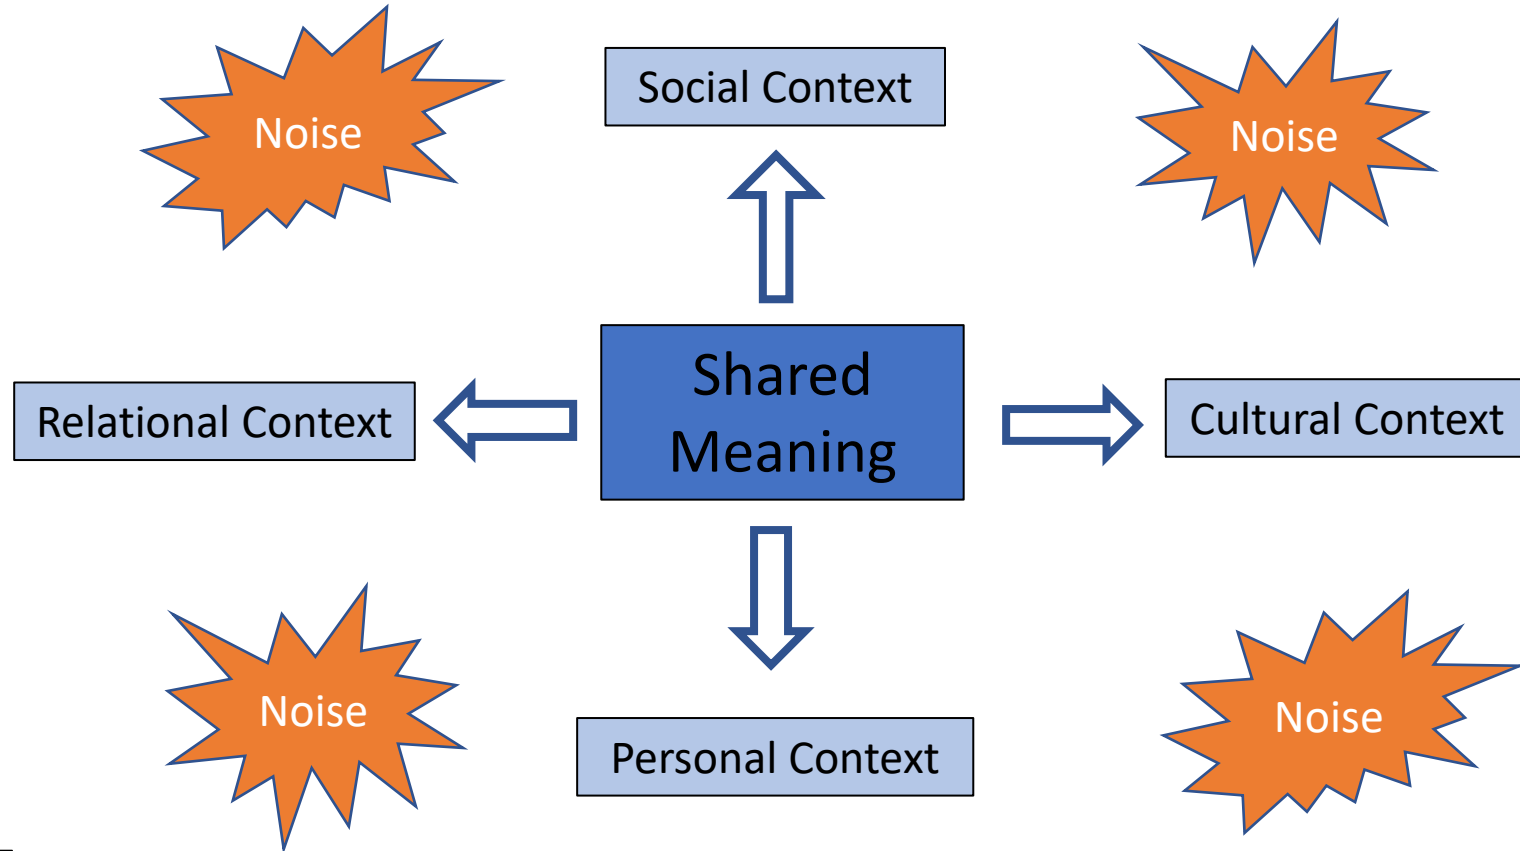 Social Context
Noise
Noise
Shared
Meaning
Relational Context
Cultural Context
Noise
Noise
Personal Context